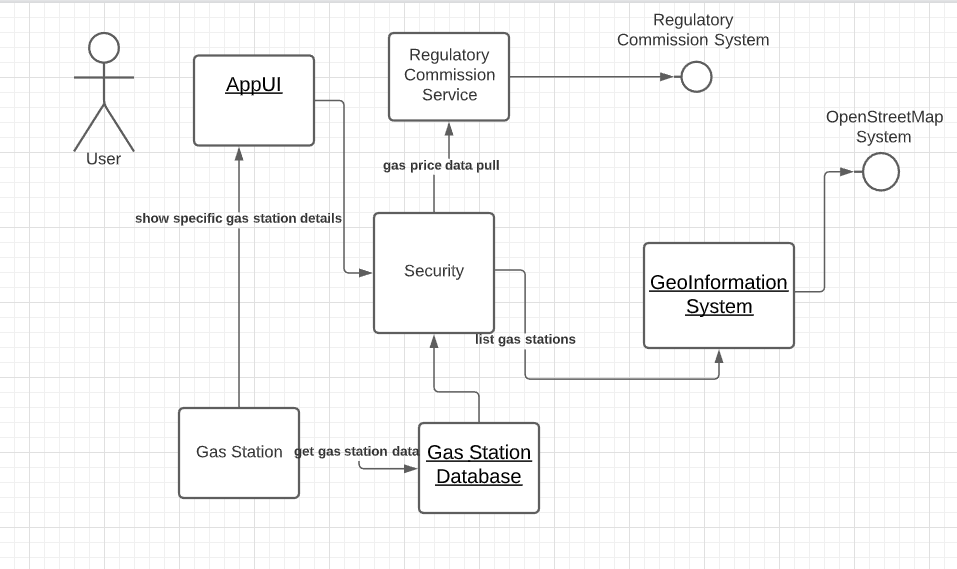 Regulatory
Commission System
AppUI
Regulatory
Commission
Service
OpenStreetMap
System
User
gas price data pull
show specific gas station details
Security
GeoInformation
System
list gas stations
Gas Station
get gas station data
Gas Station
Database